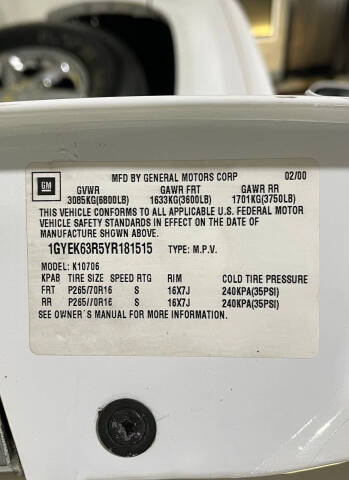 GM
MFD BY GENERAL MOTORS CORP 02/00
GVWR GAWR FRT GAWR RR
3085KG(6800LB) 1633KG(3600LB) 1701KG(3750LB)
THIS VEHICLE CONFORMS TO ALL APPLICABLE U.S. FEDERAL MOTOR
VEHICLE SAFETY STANDARDS IN EFFECT ON THE DATE OF
MANUFACTURE SHOWN ABOVE.
1GYEK63R5YR181515 TYPE: M.P.V.
MODEL: K10706
KPAB TIRE SIZE SPEED RTG RIM COLD TIRE PRESSURE
FRT P265/70R16 S 16X7J 240KPA(35PSI)
RR P265/70R16 S 16X7J 240KPA(35PSI)
SEE OWNER'S MANUAL FOR MORE INFORMATION.